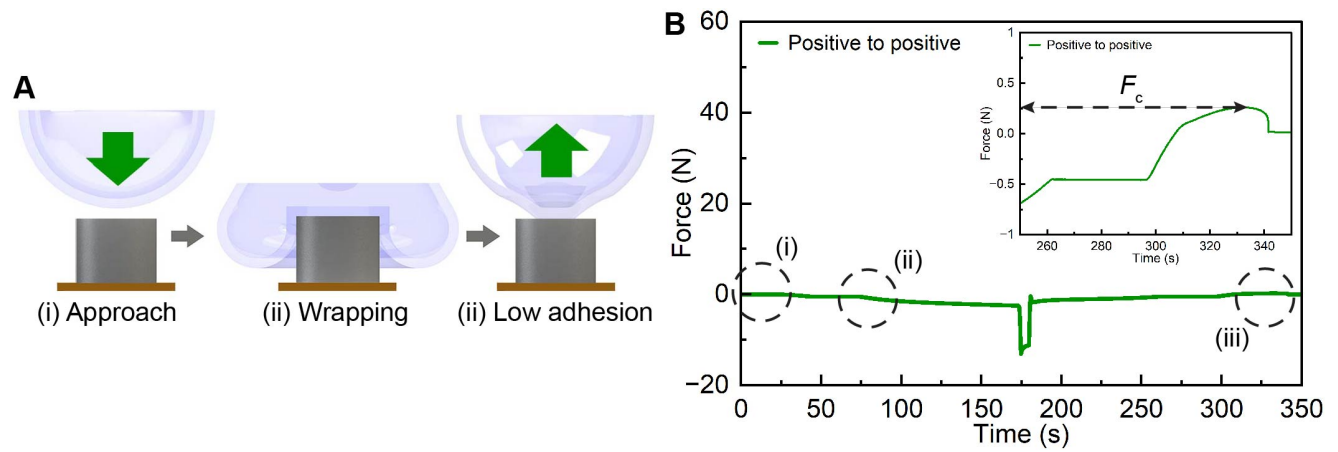 A
(i) Approach
(ii) Wrapping
(ii) Low adhesion
B
Force (N)
60
40
20
0
−20
Positive to positive
(i)
(ii)
(iii)
0 50 100 150 200 250 300 350
Time (s)
Positive to positive
Force (N)
1
0.5
0.0
−0.5
−1
Fc
260 280 300 320 340
Time (s)